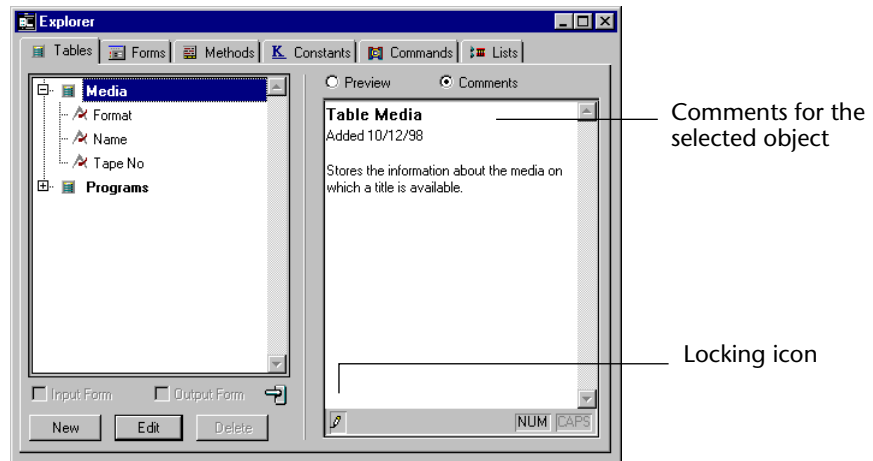 Explorer
Tables Forms Methods K Constants Commands Lists
Media
Format
Name
Tape No
Programs
Input Form Output Form
New Edit Delete
Preview Comments
Table Media
Added 10/12/98
Stores the information about the media on
which a title is available.
NUM CAPS
Comments for the
selected object
Locking icon